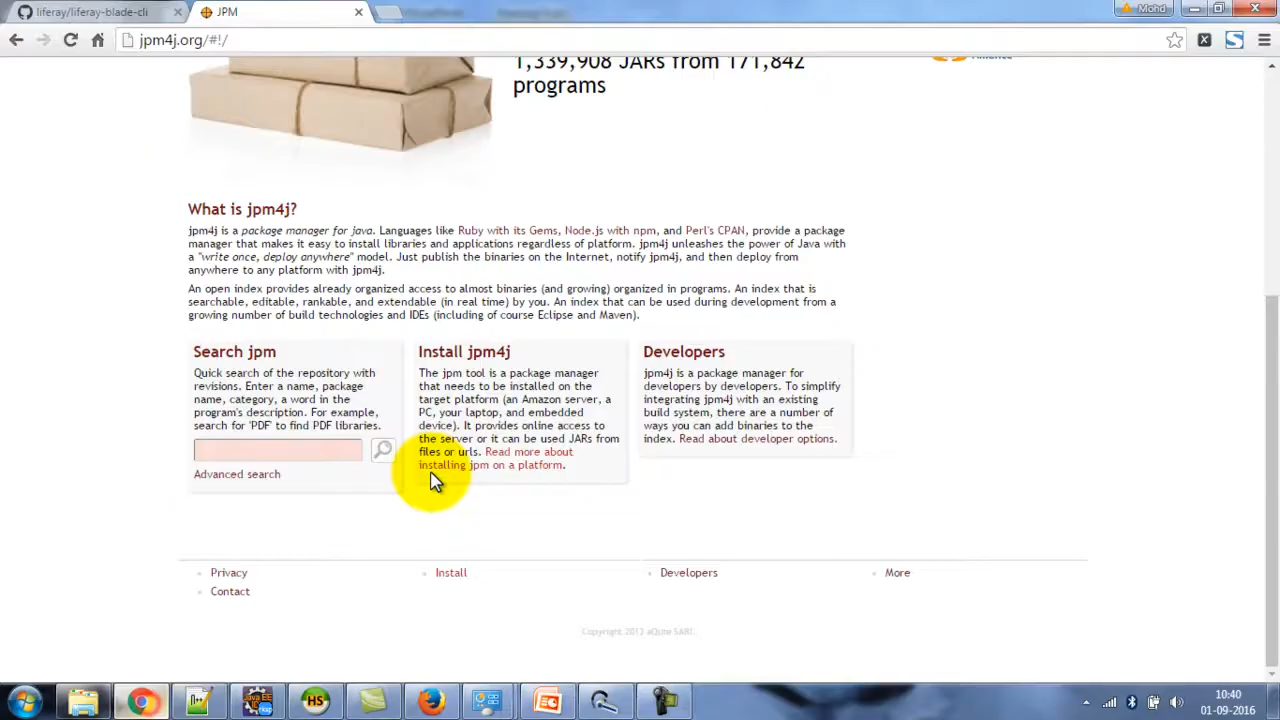 liferay/liferay-blade-cli
JPM
Mohd
jpm4j.org/#!/
1,339,908 JARs from 171,842
programs
What is jpm4j?
jpm4j is a package manager for java. Languages like Ruby with its Gems, Node.js with npm, and Perl's CPAN, provide a package
manager that makes it easy to install libraries and applications regardless of platform. jpm4j unleashes the power of Java with
a "write once, deploy anywhere" model. Just publish the binaries on the Internet, notify jpm4j, and then deploy from
anywhere to any platform with jpm4j.
An open index provides already organized access to almost binaries (and growing) organized in programs. An index that is
searchable, editable, rankable, and extendable (in real time) by you. An index that can be used during development from a
growing number of build technologies and IDEs (including of course Eclipse and Maven).
Search jpm
Quick search of the repository with
revisions. Enter a name, package
name, category, a word in the
program's description. For example,
search for 'PDF' to find PDF libraries.
Advanced search
Install jpm4j
The jpm tool is a package manager
that needs to be installed on the
target platform (an Amazon server, a
PC, your laptop, and embedded
device). It provides online access to
the server or it can be used JARs from
files or urls. Read more about
installing jpm on a platform.
Developers
jpm4j is a package manager for
developers by developers. To simplify
integrating jpm4j with an existing
build system, there are a number of
ways you can add binaries to the
index. Read about developer options.
Privacy
Contact
Install
Developers
More
Copyright 2013 aQute SARL.
Java EE
HS
10:40
01-09-2016